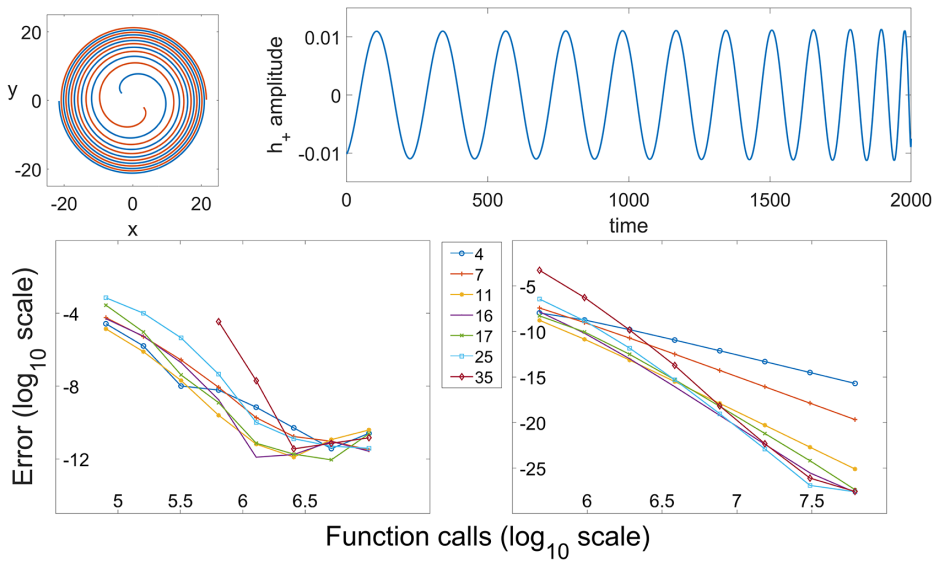 20
0
-20
y
-20 0 20
x
0.01
0
-0.01
h+ amplitude
0 500 1000 1500 2000
time
Error (log10 scale)
-4
-8
-12
5 5.5 6 6.5
4
7
11
16
17
25
35
-5
-10
-15
-20
-25
6 6.5 7 7.5
Function calls (log10 scale)